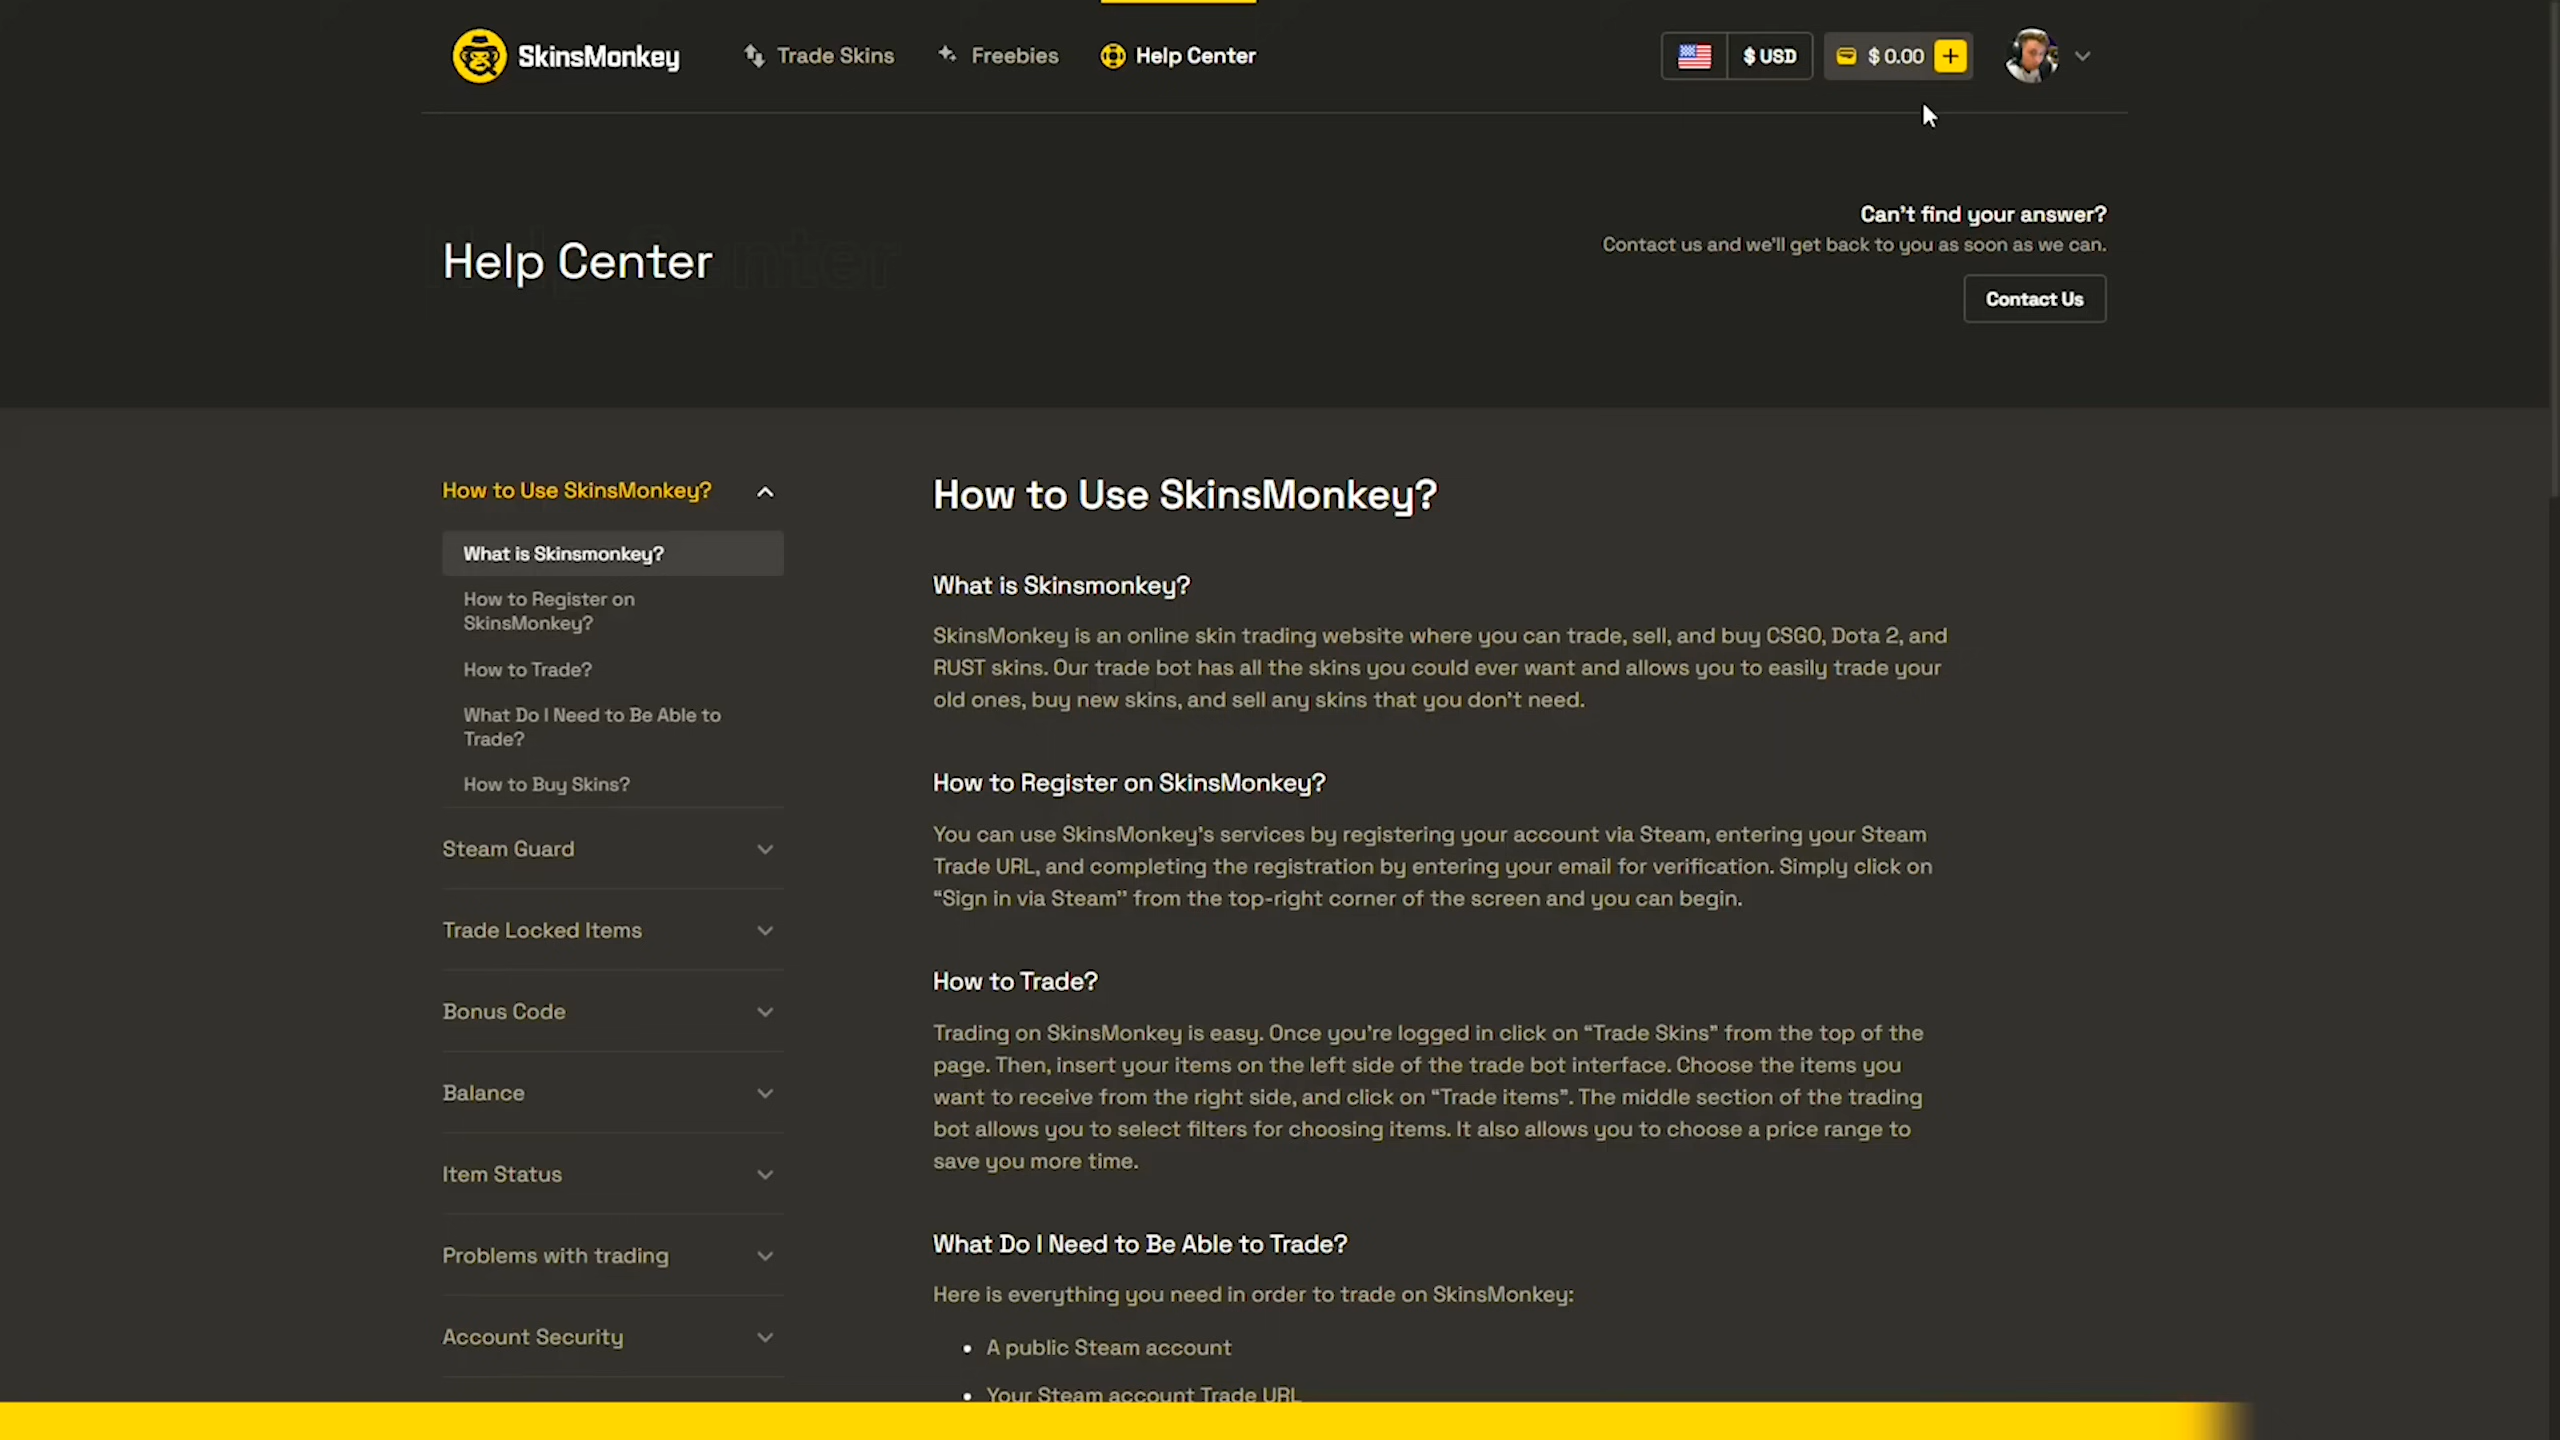 SkinsMonkey
Trade Skins
Freebies
Help Center
$ USD
$ 0.00
Help Center
Can't find your answer?
Contact us and we'll get back to you as soon as we can.
Contact Us
How to Use SkinsMonkey?
What is Skinsmonkey?
How to Register on
SkinsMonkey?
How to Trade?
What Do I Need to Be Able to
Trade?
How to Buy Skins?
Steam Guard
Trade Locked Items
Bonus Code
Balance
Item Status
Problems with trading
Account Security
How to Use SkinsMonkey?
What is Skinsmonkey?
SkinsMonkey is an online skin trading website where you can trade, sell, and buy CSGO, Dota 2, and
RUST skins. Our trade bot has all the skins you could ever want and allows you to easily trade your
old ones, buy new skins, and sell any skins that you don't need.
How to Register on SkinsMonkey?
You can use SkinsMonkey's services by registering your account via Steam, entering your Steam
Trade URL, and completing the registration by entering your email for verification. Simply click on
“Sign in via Steam” from the top-right corner of the screen and you can begin.
How to Trade?
Trading on SkinsMonkey is easy. Once you're logged in click on “Trade Skins” from the top of the
page. Then, insert your items on the left side of the trade bot interface. Choose the items you
want to receive from the right side, and click on “Trade items”. The middle section of the trading
bot allows you to select filters for choosing items. It also allows you to choose a price range to
save you more time.
What Do I Need to Be Able to Trade?
Here is everything you need in order to trade on SkinsMonkey:
• A public Steam account
• Your Steam account Trade URL